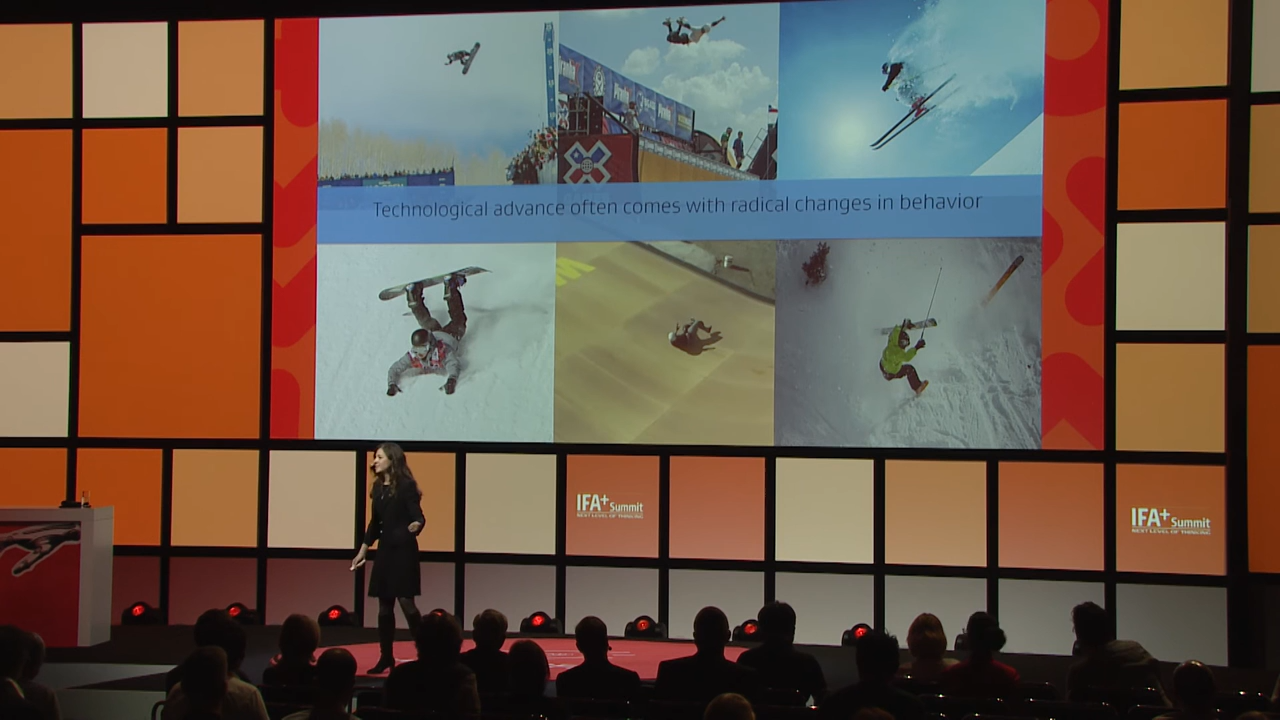 Technological advance often comes with radical changes in behavior
IFA+ Summit
NEXT LEVEL OF THINKING
IFA+ Summit
NEXT LEVEL OF THINKING